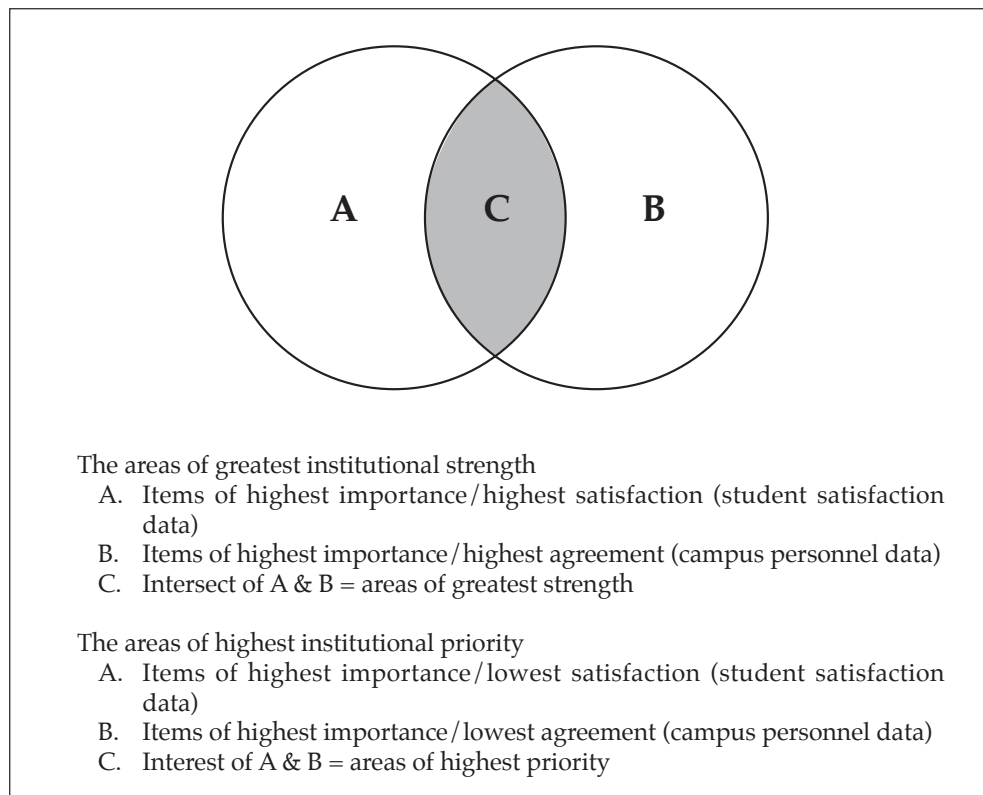 A C B
The areas of greatest institutional strength
A. Items of highest importance/highest satisfaction (student satisfaction
data)
B. Items of highest importance/highest agreement (campus personnel data)
C. Intersect of A & B = areas of greatest strength
The areas of highest institutional priority
A. Items of highest importance/lowest satisfaction (student satisfaction
data)
B. Items of highest importance/lowest agreement (campus personnel data)
C. Interest of A & B = areas of highest priority